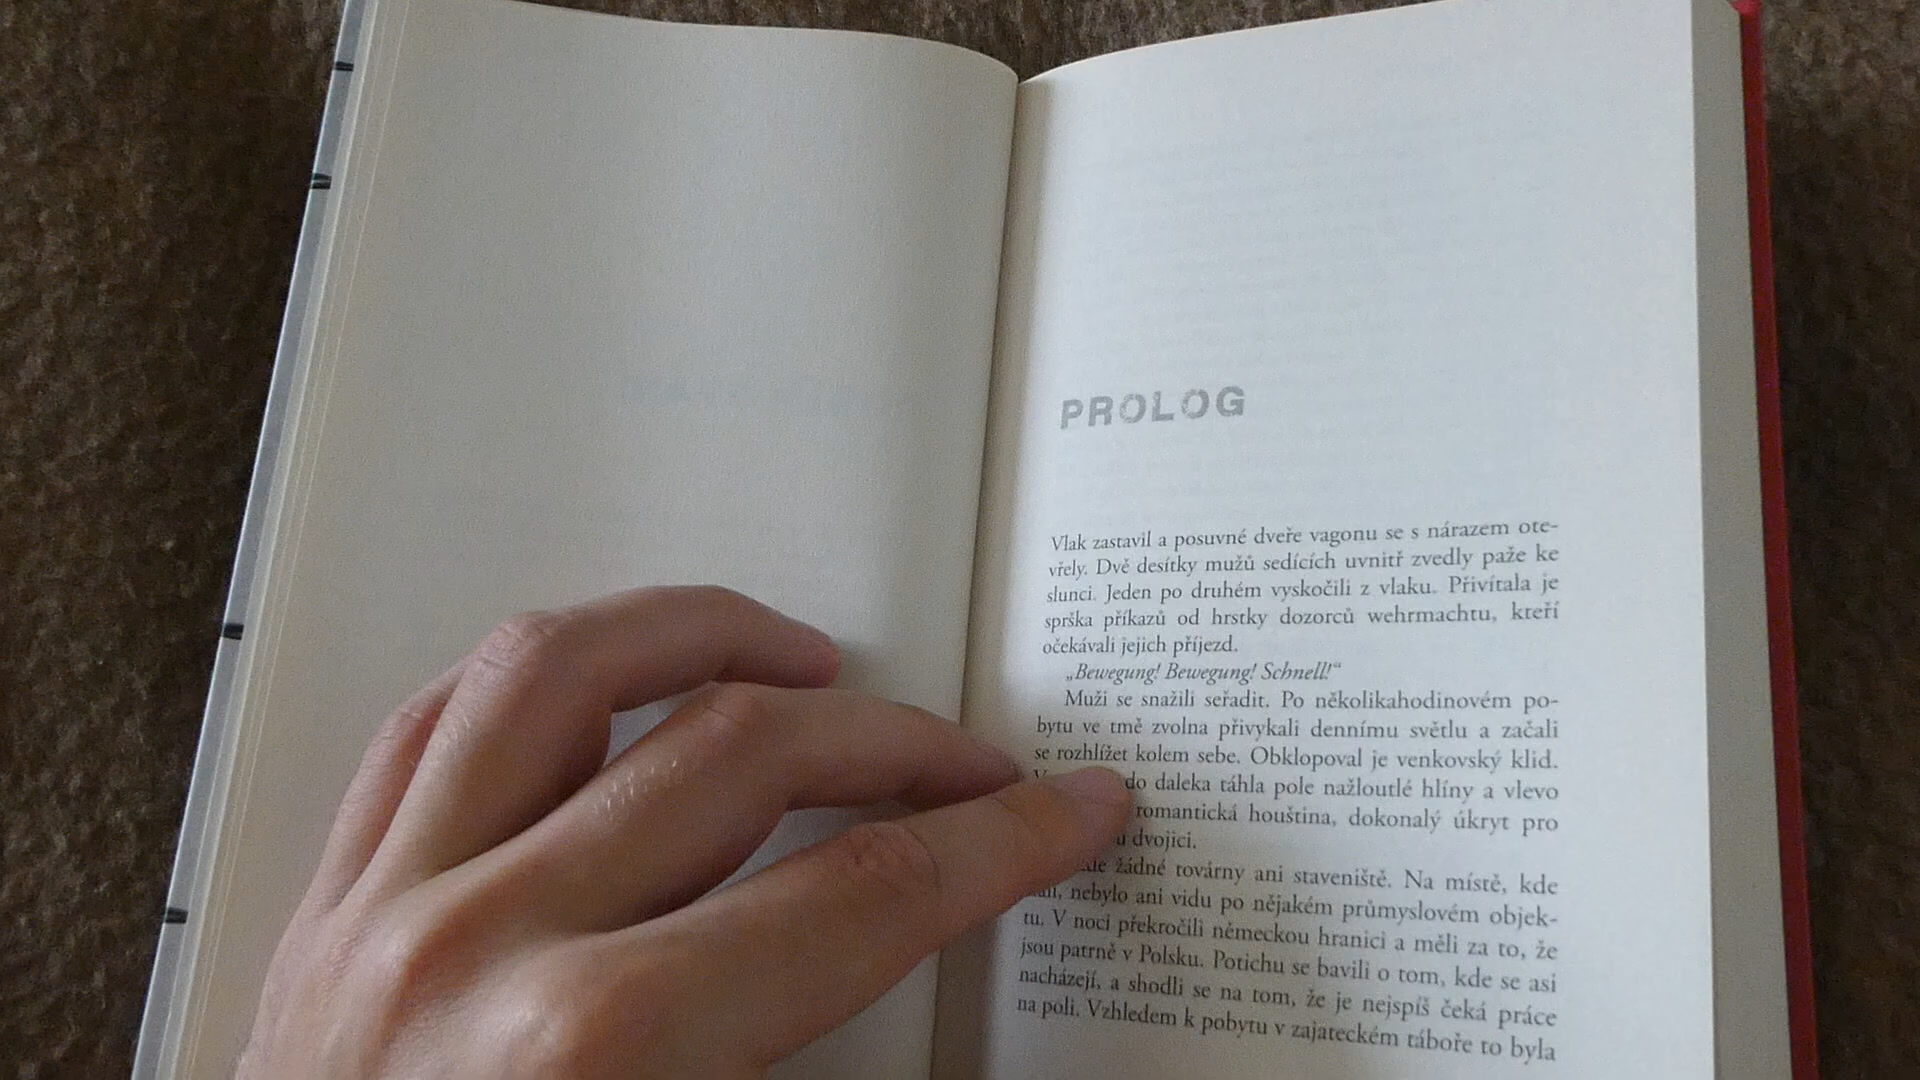 PROLOG
Vlak zastavil a posuvné dveře vagonu se s nárazem ote-
vřely. Dvě desítky mužů sedících uvnitř zvedly paže ke
slunci. Jeden po druhém vyskočili z vlaku. Přivítala je
sprška příkazů od hrstky dozorců wehrmachtu, kteří
očekávali jejich příjezd.
„Bewegung! Bewegung! Schnell!“
Muži se snažili seřadit. Po několikahodinovém po-
bytu ve tmě zvolna přivykali dennímu světlu a začali
se rozhlížet kolem sebe. Obklopoval je venkovský klid.
do daleka táhla pole nažloutlé hlíny a vlevo
romantická houština, dokonalý úkryt pro
dvojici.
žádné továrny ani staveniště. Na místě, kde
nebylo ani vidu po nějakém průmyslovém objek-
tu. V noci překročili německou hranici a měli za to, že
jsou patrně v Polsku. Potichu se bavili o tom, kde se asi
nacházejí, a shodli se na tom, že je nejspíš čeká práce
na poli. Vzhledem k pobytu v zajateckém táboře to byla